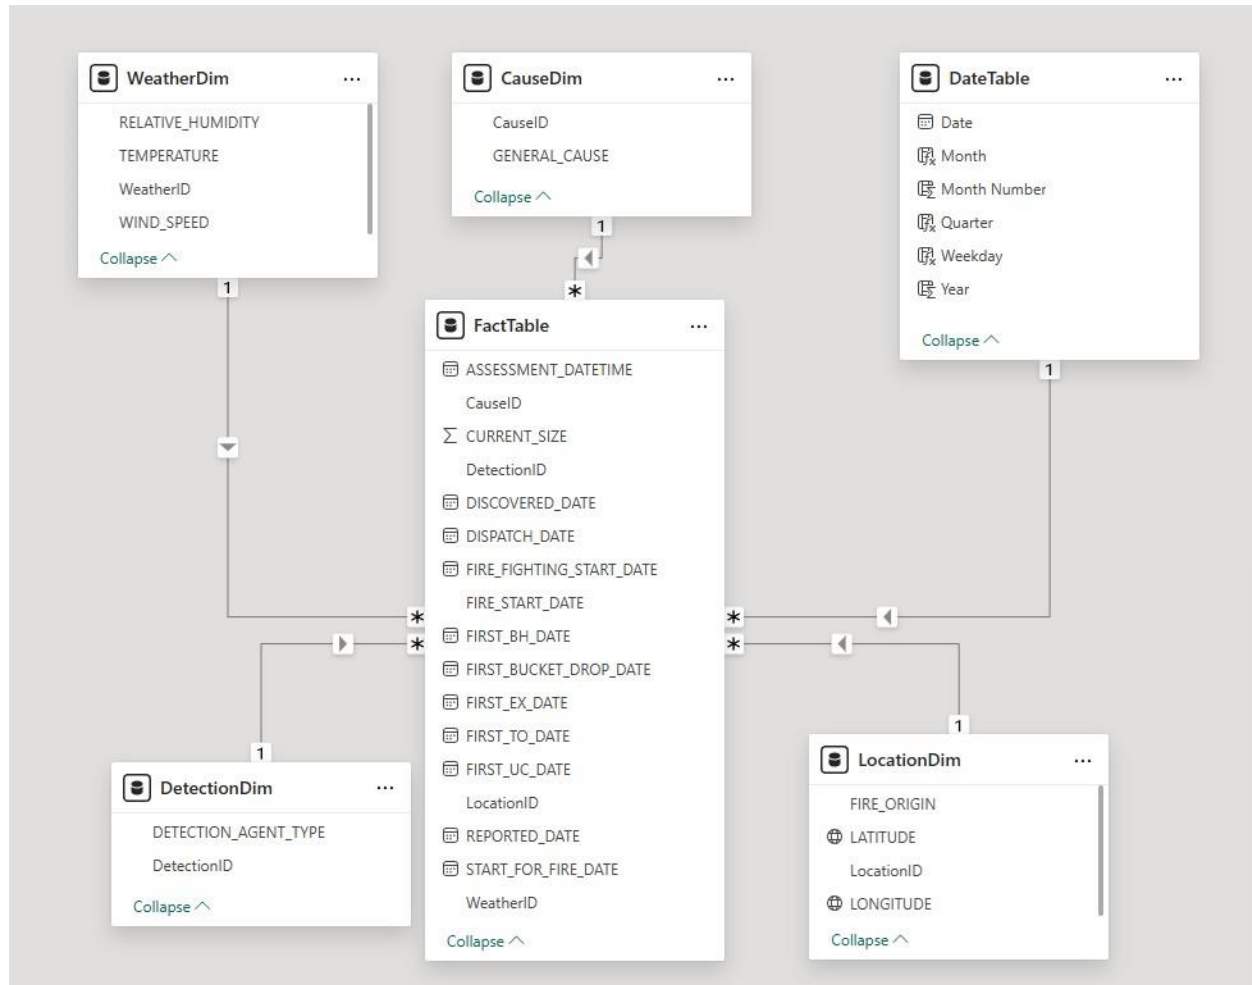 WeatherDim
RELATIVE_HUMIDITY
TEMPERATURE
WeatherID
WIND_SPEED
Collapse
1
CauseDim
CauseID
GENERAL_CAUSE
Collapse
1
*
DateTable
Date
Month
Month Number
Quarter
Weekday
Year
Collapse
1
FactTable
ASSESSMENT_DATETIME
CauseID
CURRENT_SIZE
DetectionID
DISCOVERED_DATE
DISPATCH_DATE
FIRE_FIGHTING_START_DATE
FIRE_START_DATE
FIRST_BH_DATE
FIRST_BUCKET_DROP_DATE
FIRST_EX_DATE
FIRST_TO_DATE
FIRST_UC_DATE
LocationID
REPORTED_DATE
START_FOR_FIRE_DATE
WeatherID
Collapse
*
*
*
*
1
DetectionDim
DETECTION_AGENT_TYPE
DetectionID
Collapse
1
LocationDim
FIRE_ORIGIN
LATITUDE
LocationID
LONGITUDE
Collapse